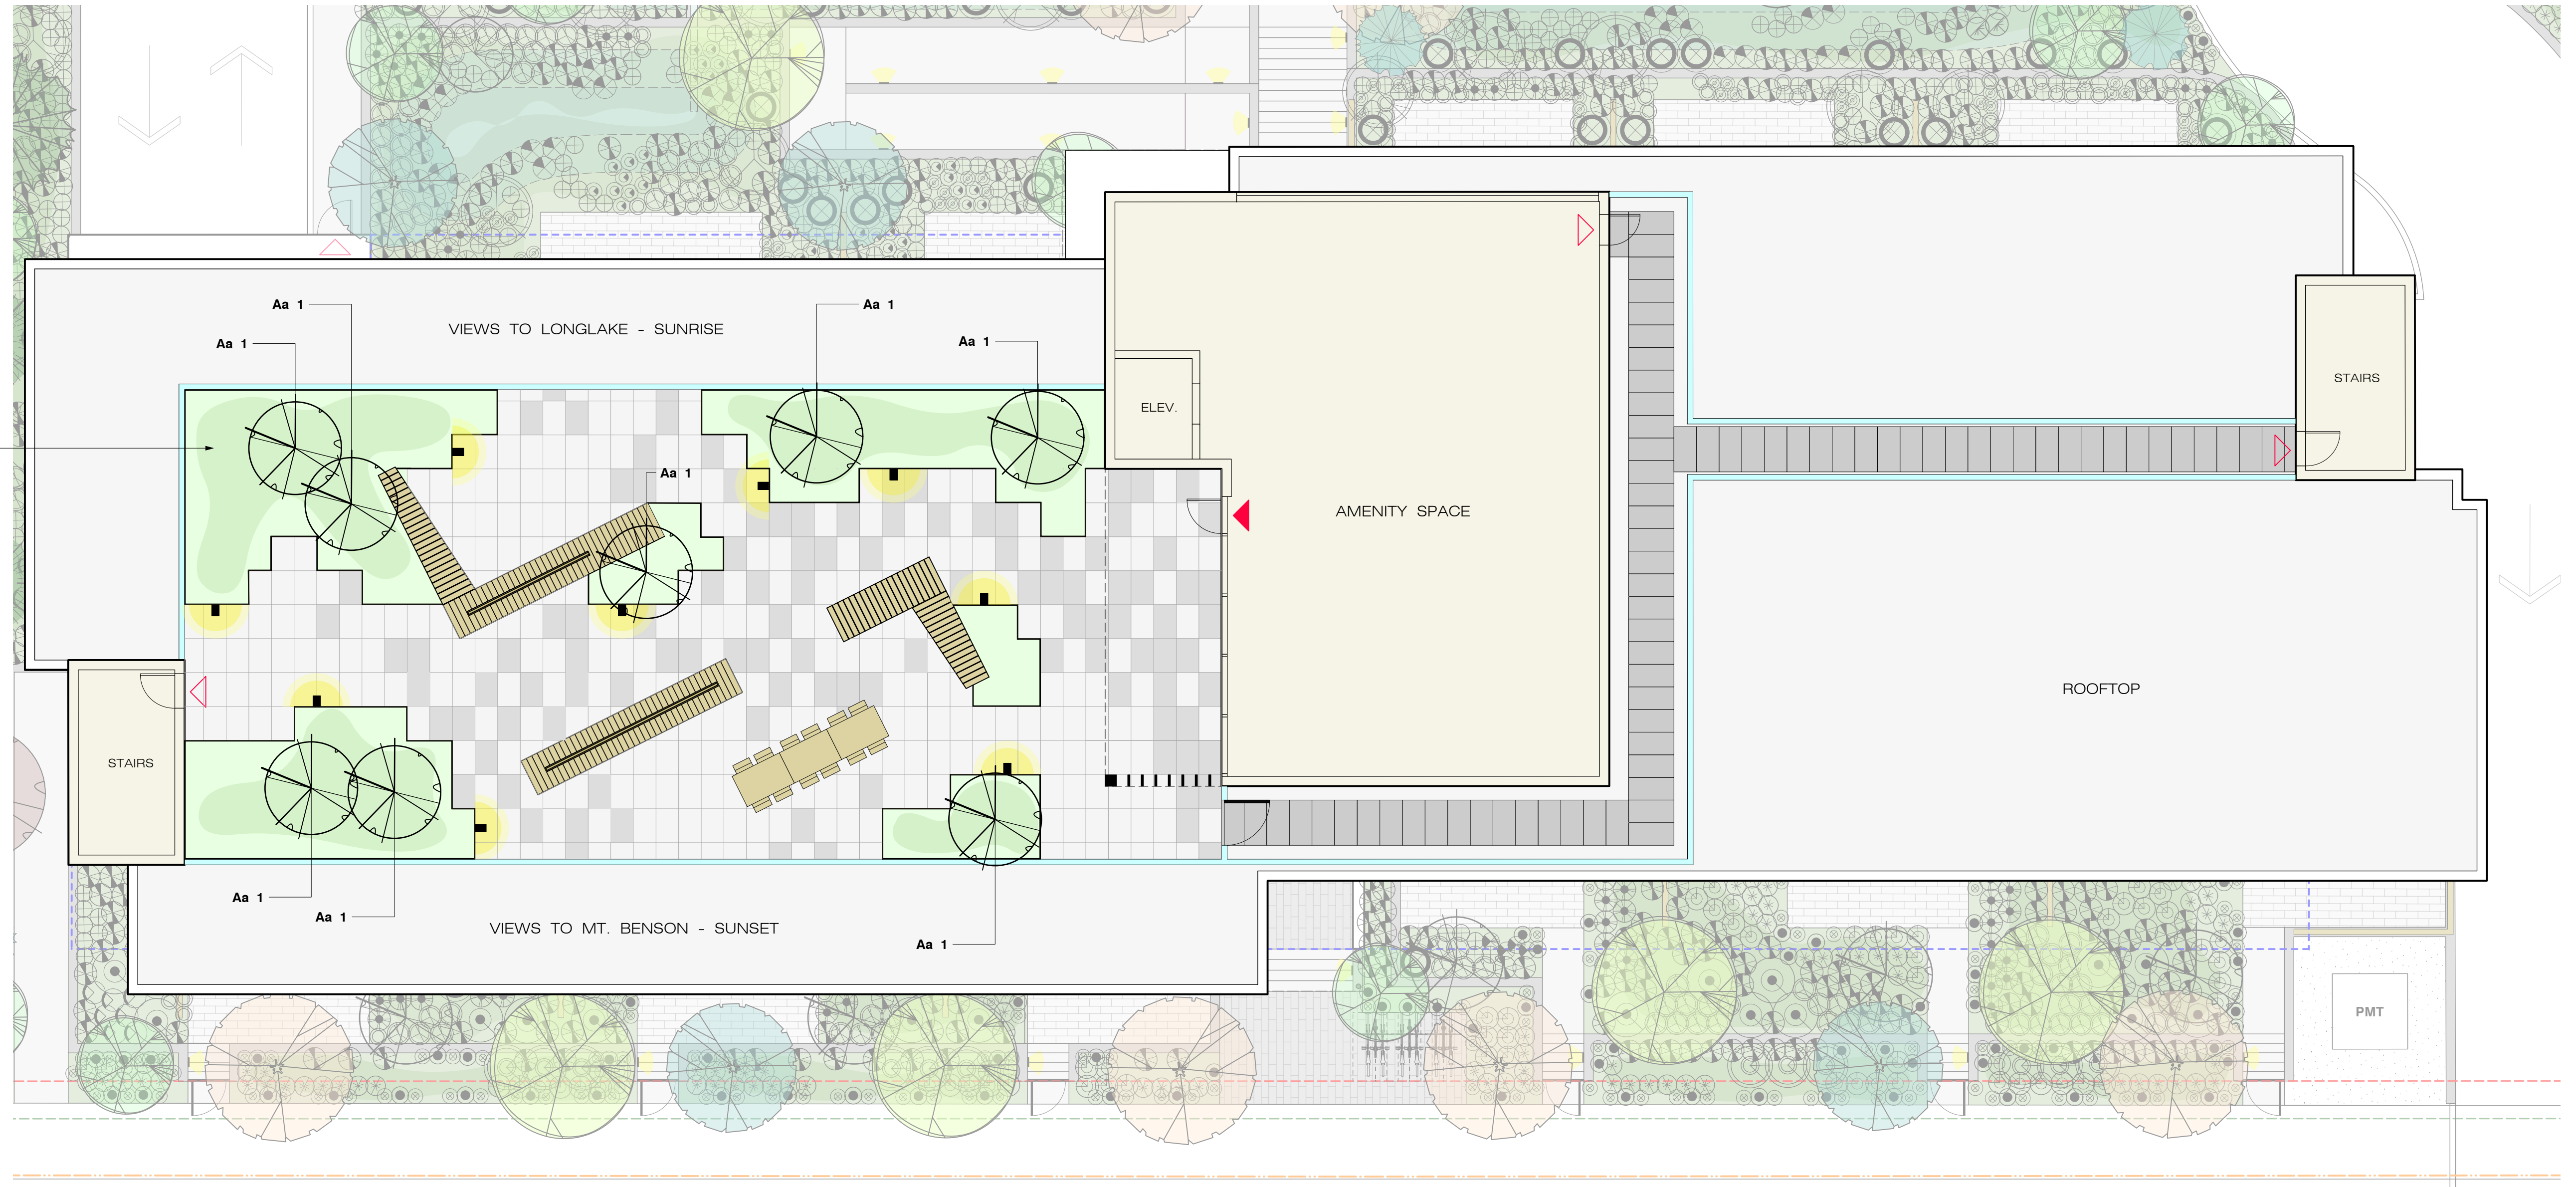 Aa 1
Aa 1
VIEWS TO LONGLAKE - SUNRISE
Aa 1
Aa 1
STAIRS
ELEV.
Aa 1
AMENITY SPACE
ROOFTOP
STAIRS
Aa 1
Aa 1
VIEWS TO MT. BENSON - SUNSET
Aa 1
PMT